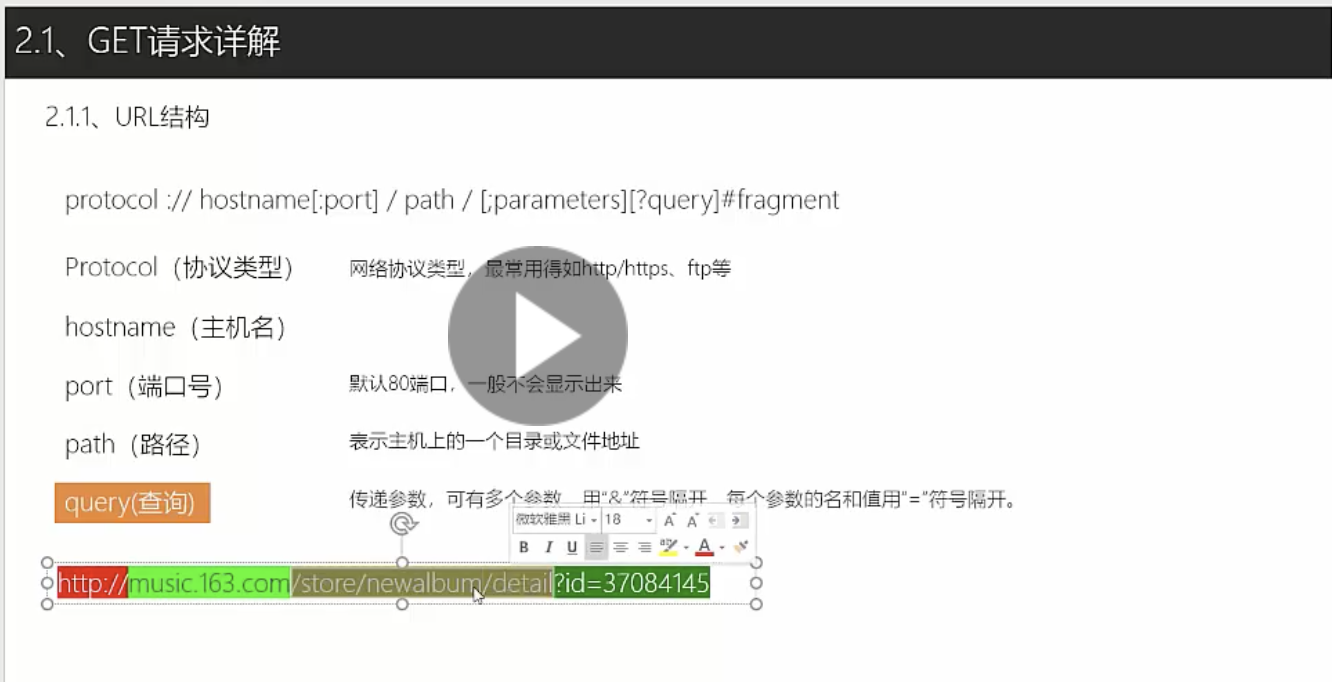 2.1、GET请求详解
2.1.1、URL结构
protocol :// hostname[:port] / path / [;parameters][?query]#fragment
Protocol（协议类型） 网络协议类型，最常用得如http/https、ftp等
hostname（主机名）
port（端口号） 默认80端口，一般不会显示出来
path（路径） 表示主机上的一个目录或文件地址
query(查询) 传递参数，可有多个参数，用“&”符号隔开，每个参数的名和值用“=”符号隔开。
微软雅黑 Li 18 A A
B I U A
http://music.163.com/store/newalbum/detail?id=37084145